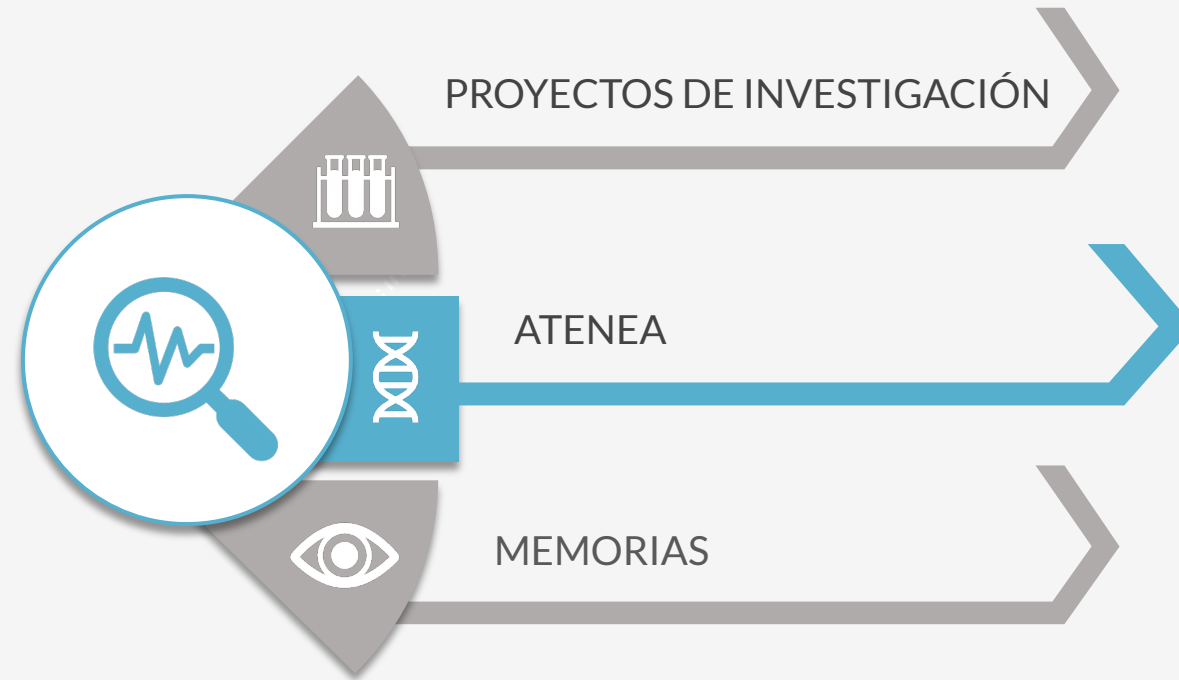 PROYECTOS DE INVESTIGACIÓN
ATENEA
MEMORIAS